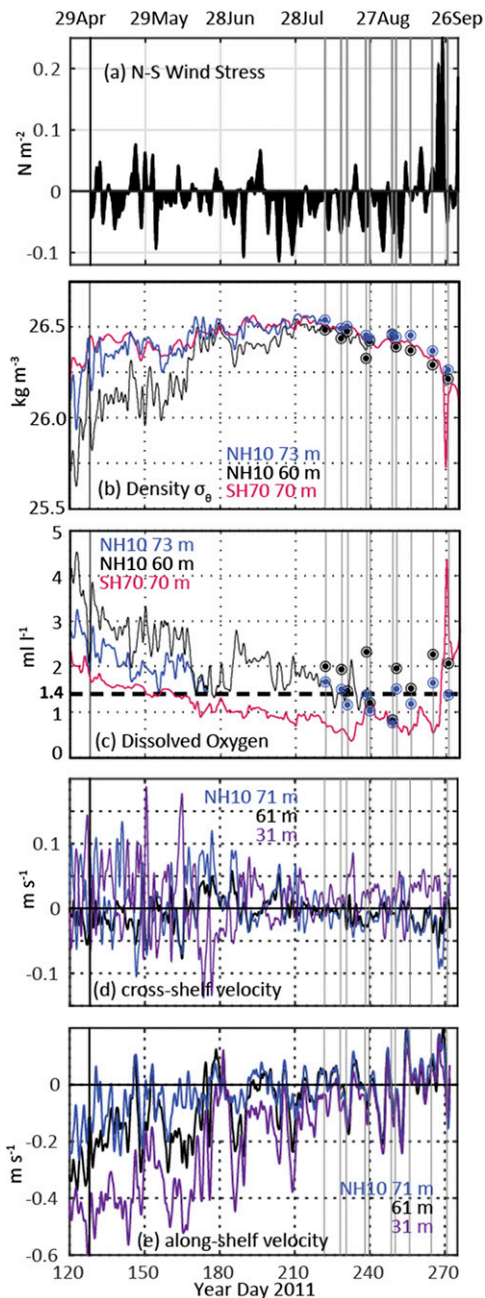 29Apr 29May 28Jun 28Jul 27Aug 26Sep
0.2
(a) N-S Wind Stress
0.1
N m-2
0
-0.1
26.5
kg m-3
26.0
NH10 73 m
NH10 60 m
(b) Density σθ
SH70 70 m
25.5
5
NH10 73 m
4
NH10 60 m
SH70 70 m
3
ml l-1
2
1.4
1
(c) Dissolved Oxygen
0
NH10 71 m
61 m
0.1
31 m
m s-1
0
-0.1
(d) cross-shelf velocity
0
m s-1
-0.2
-0.4
NH10 71 m
61 m
31 m
(e) along-shelf velocity
-0.6
120 150 180 210 240 270
Year Day 2011